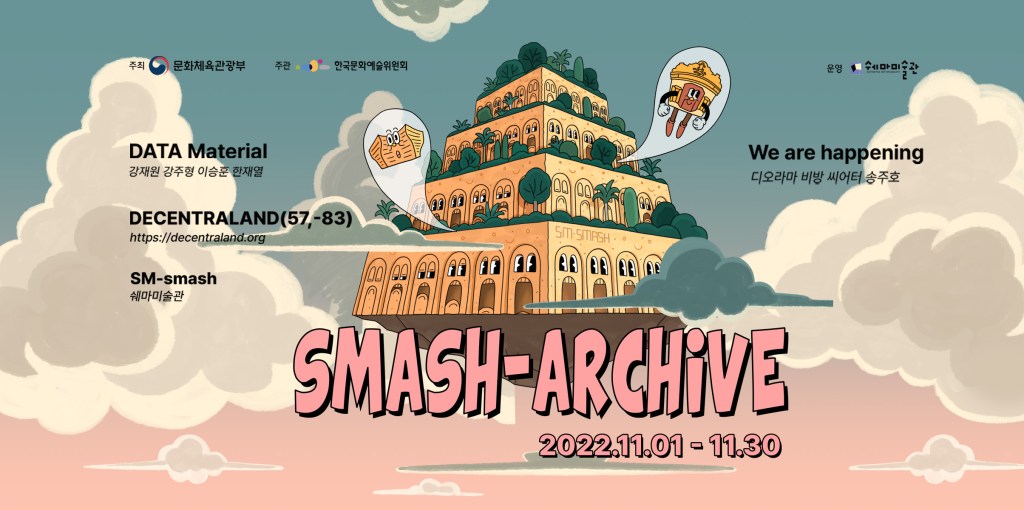 주최 문화체육관광부
주관 한국문화예술위원회
운영 쉐마미술관
DATA Material
강재원 강주형 이승훈 한재열
DECENTRALAND(57,-83)
https://decentraland.org
SM-smash
쉐마미술관
We are happening
디오라마 비방 씨어터 송주호
SM-SMASH
SMASH-ARCHiVE
2022.11.01 - 11.30